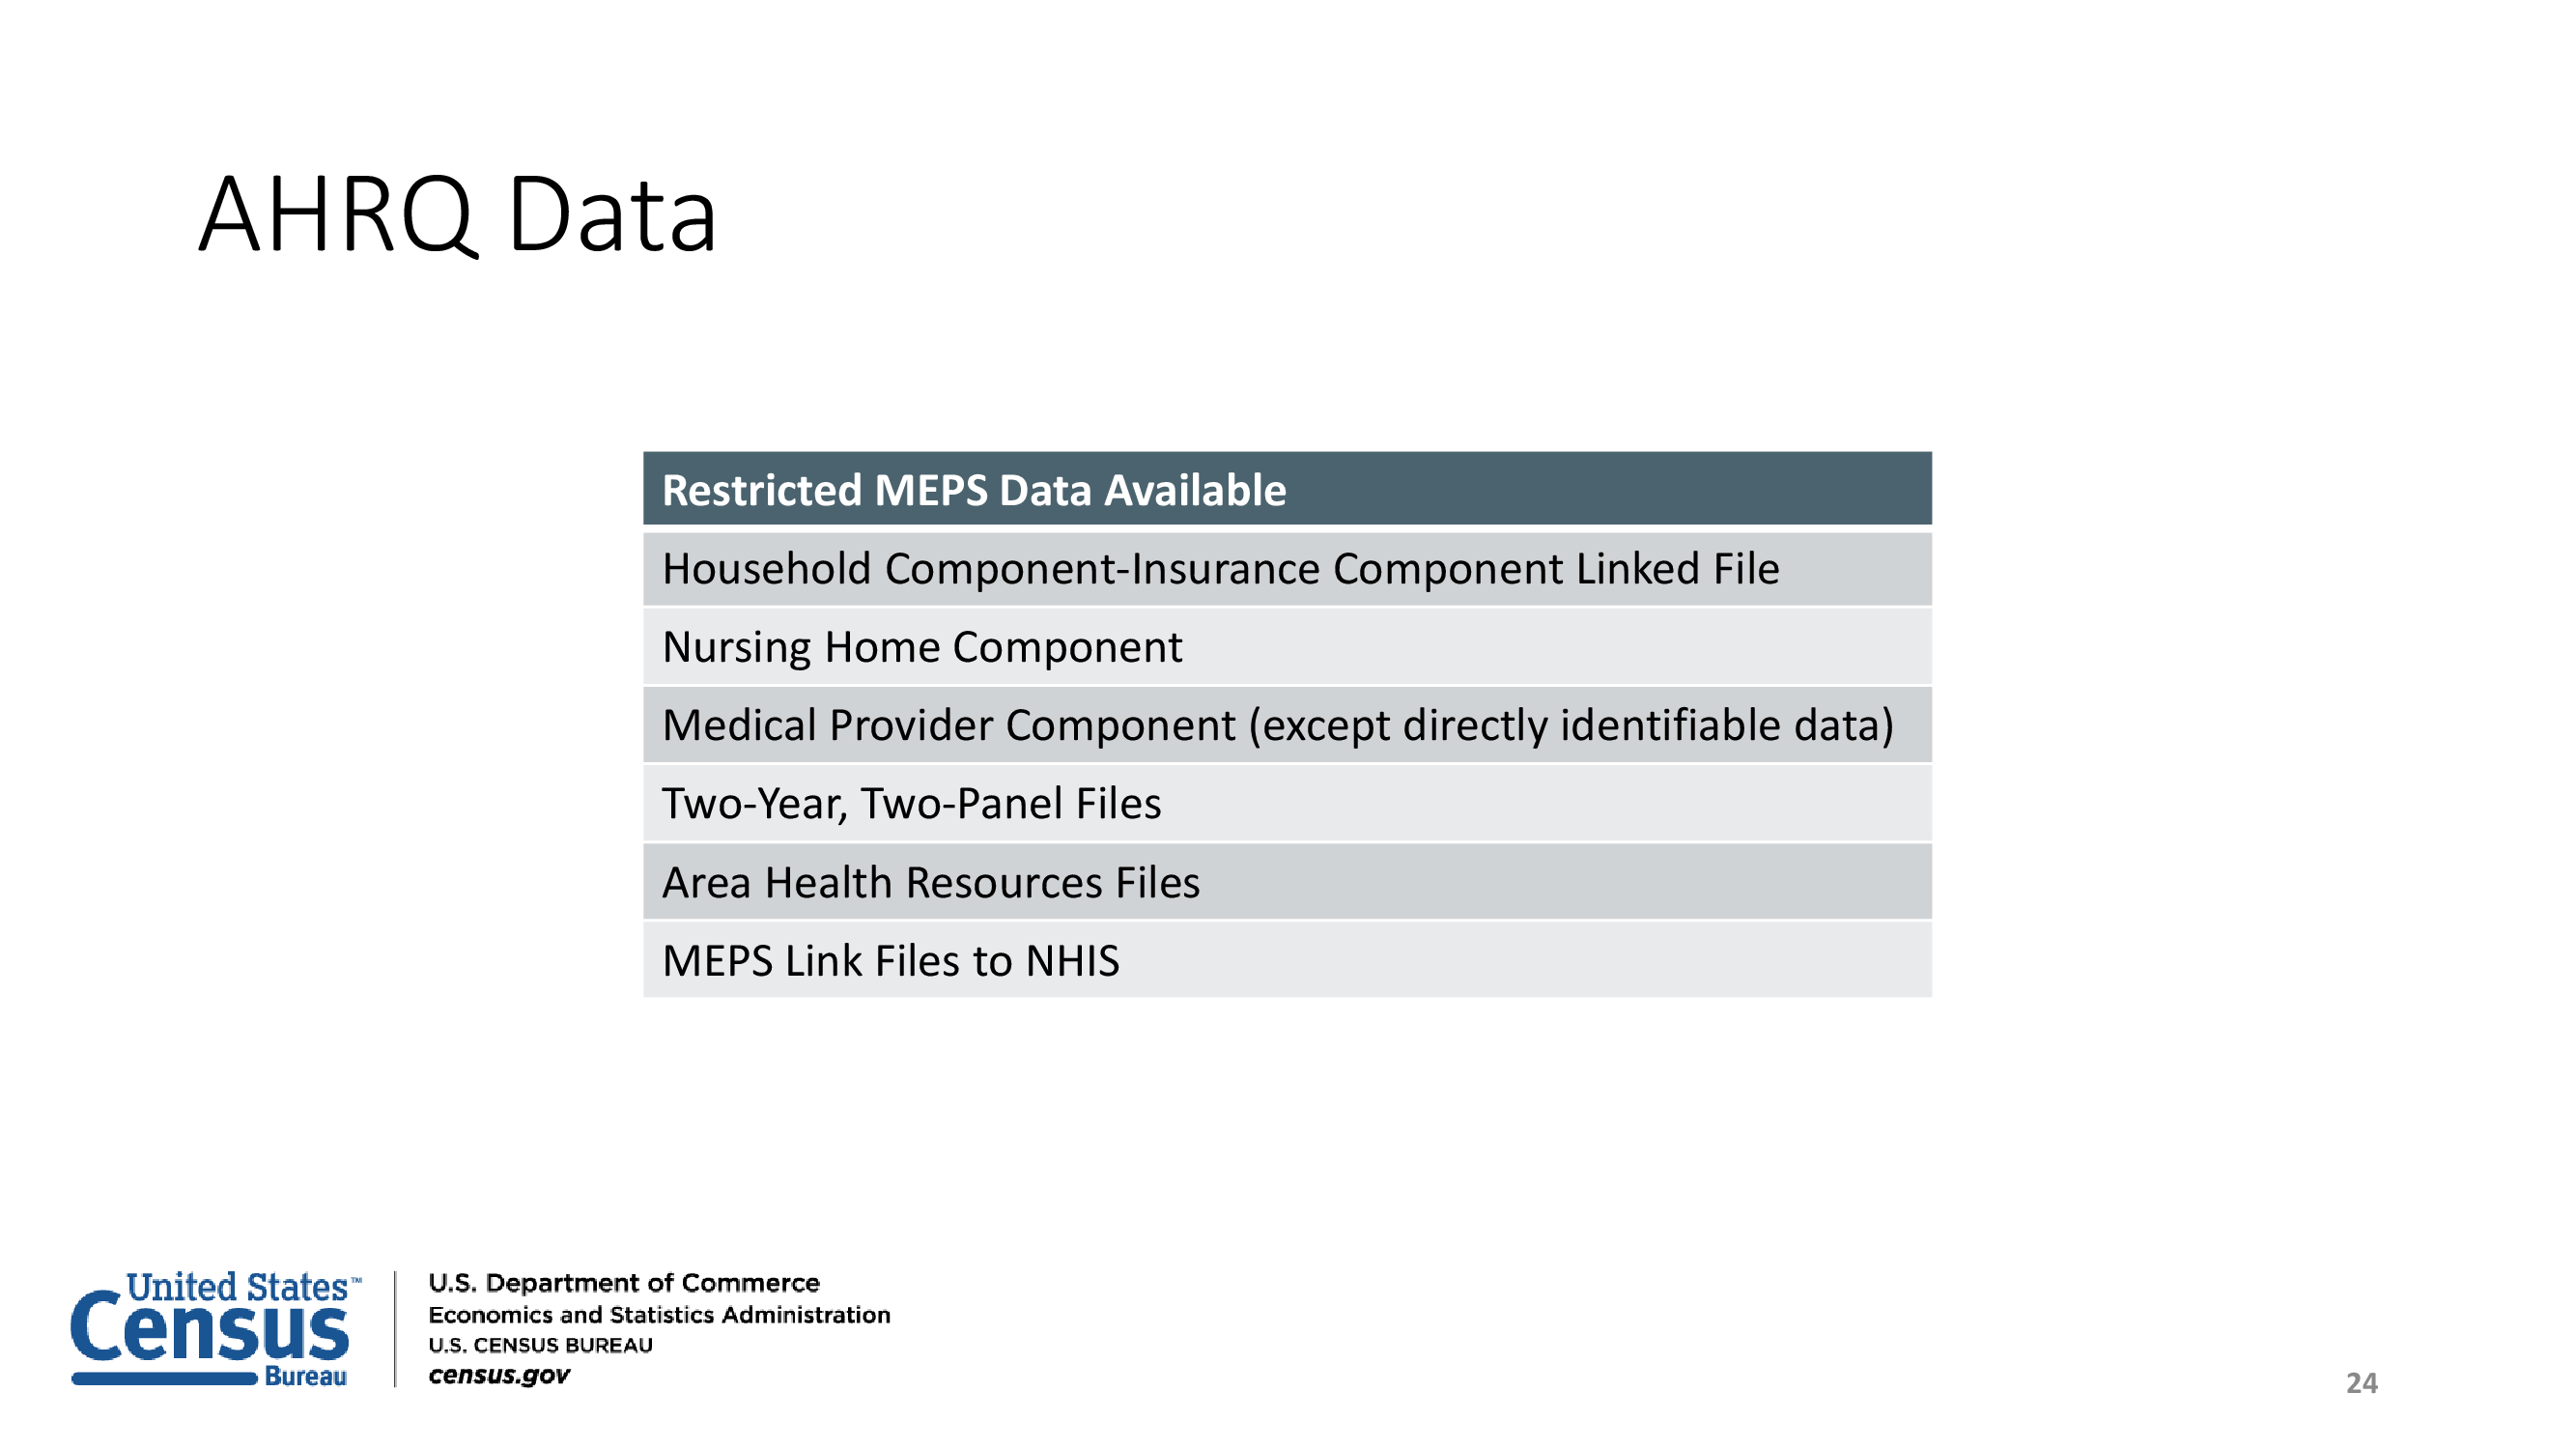 AHRQ Data
Restricted MEPS Data Available
Household Component-Insurance Component Linked File
Nursing Home Component
Medical Provider Component (except directly identifiable data)
Two-Year, Two-Panel Files
Area Health Resources Files
MEPS Link Files to NHIS
United States™
Census
Bureau
U.S. Department of Commerce
Economics and Statistics Administration
U.S. CENSUS BUREAU
census.gov
24